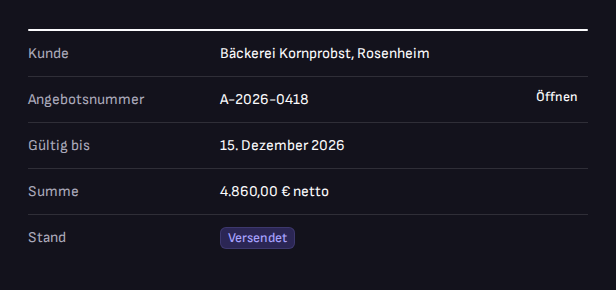 Kunde Bäckerei Kornprobst, Rosenheim
Angebotsnummer A-2026-0418 Öffnen
Gültig bis 15. Dezember 2026
Summe 4.860,00 € netto
Stand Versendet